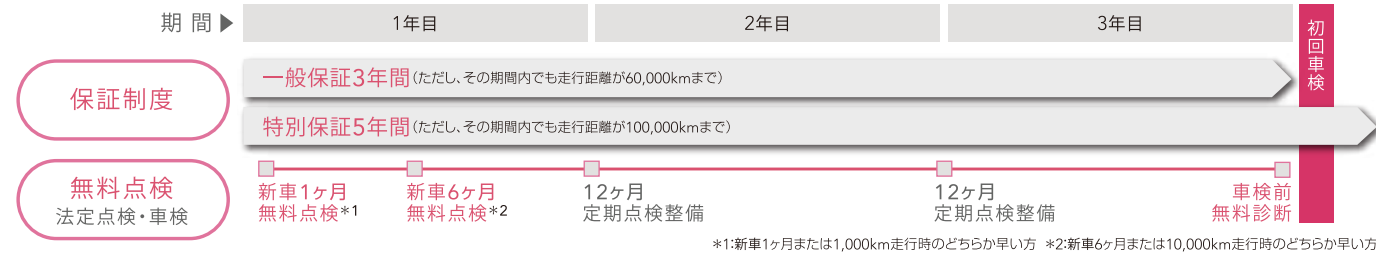 期間▶
1年目
2年目
3年目
初回車検
保証制度
一般保証3年間(ただし、その期間内でも走行距離が60,000kmまで)
特別保証5年間(ただし、その期間内でも走行距離が100,000kmまで)
無料点検
法定点検・車検
新車1ヶ月
無料点検*1
新車6ヶ月
無料点検*2
12ヶ月
定期点検整備
12ヶ月
定期点検整備
車検前
無料診断
*1:新車1ヶ月または1,000km走行時のどちらか早い方 *2:新車6ヶ月または10,000km走行時のどちらか早い方